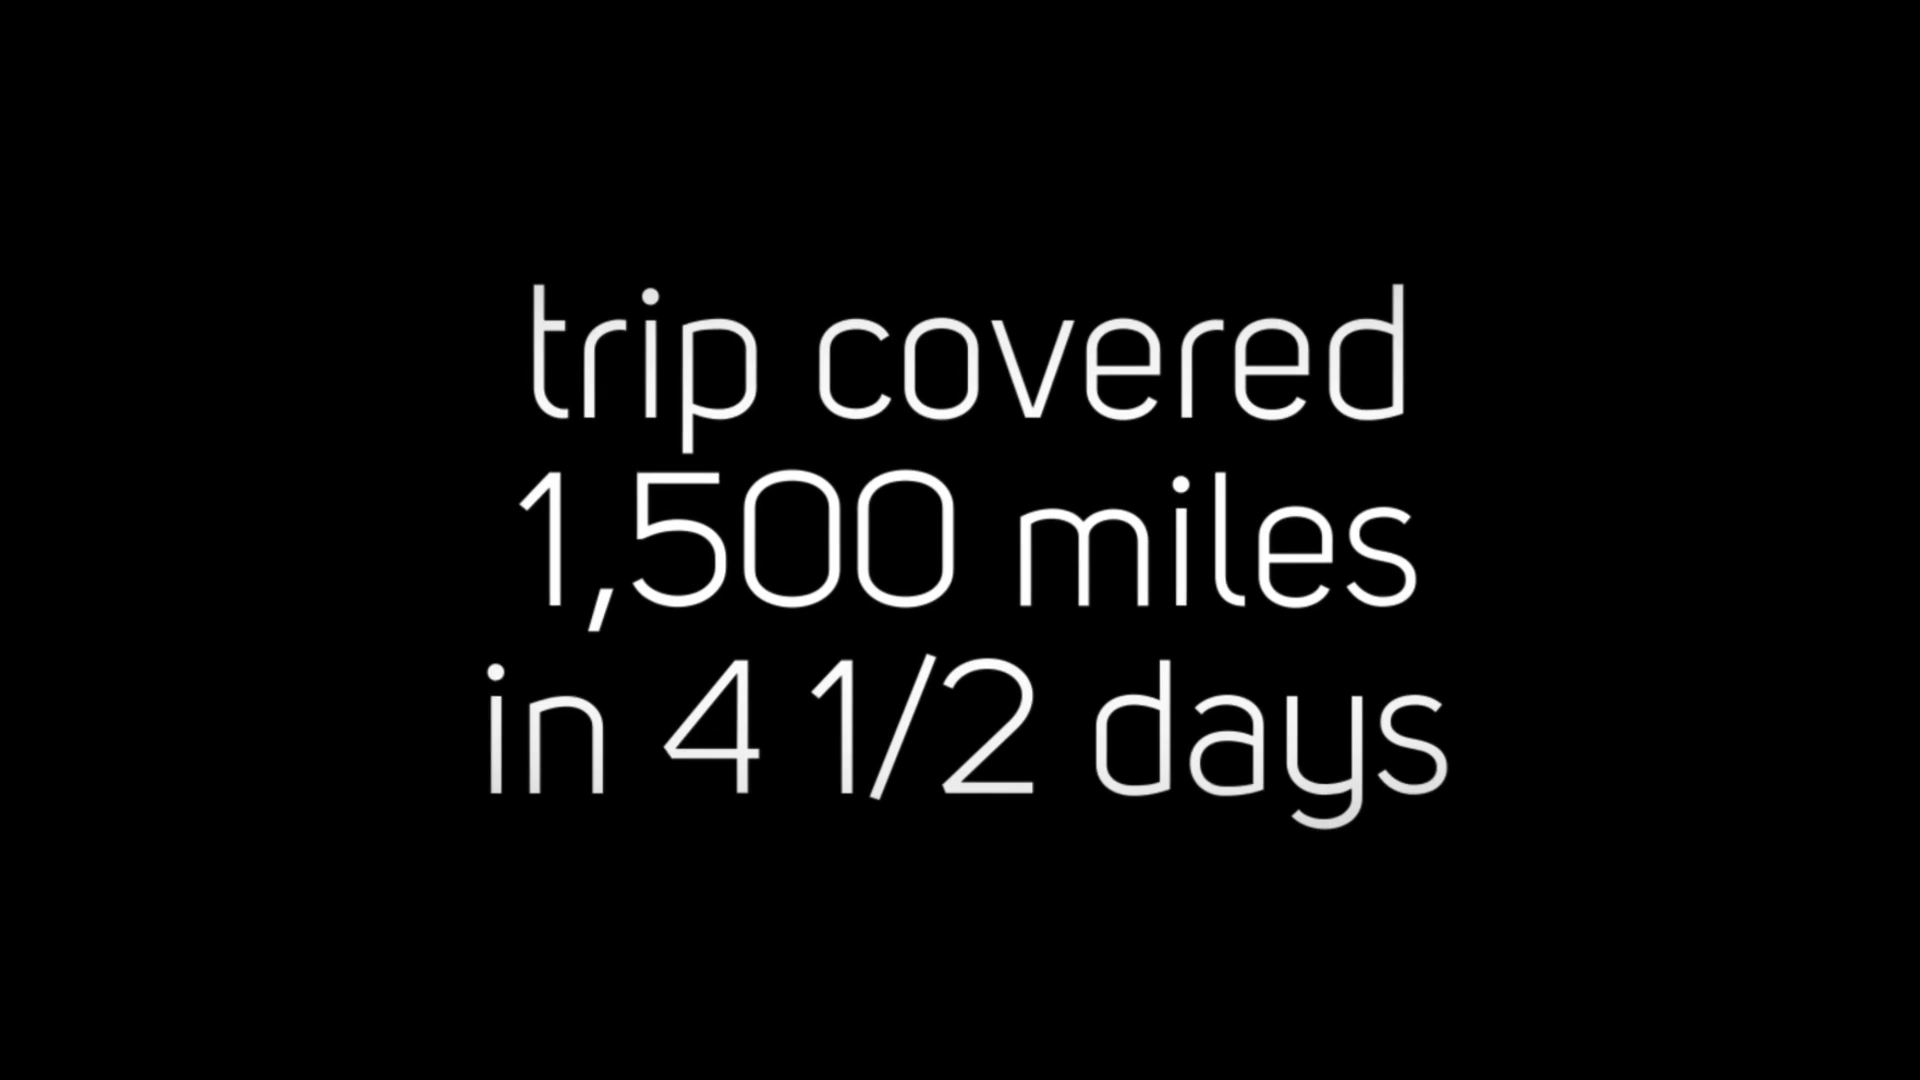 trip covered
1,500 miles
in 4 1/2 days